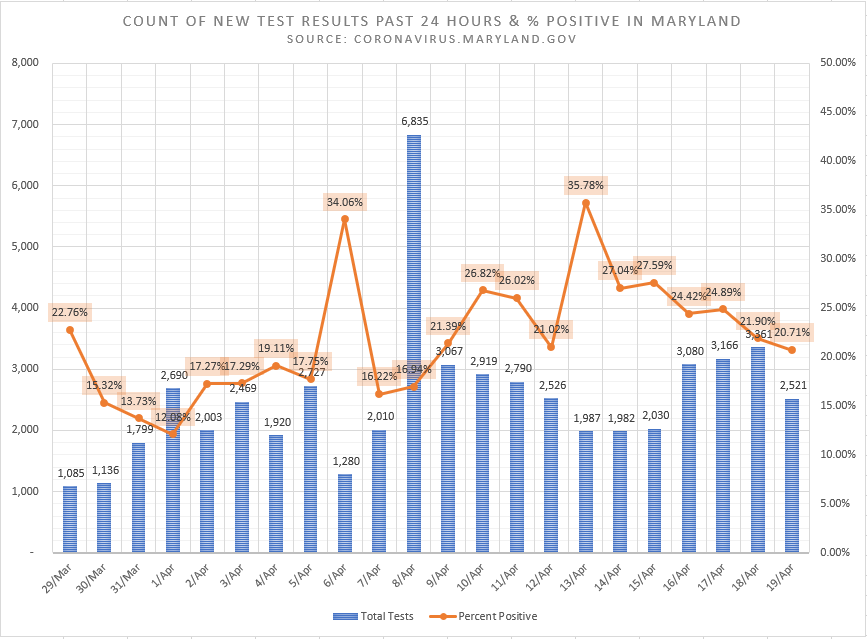 COUNT OF NEW TEST RESULTS PAST 24 HOURS & % POSITIVE IN MARYLAND
SOURCE: CORONAVIRUS.MARYLAND.GOV
8,000
7,000
6,000
5,000
4,000
3,000
2,000
1,000
-
50.00%
45.00%
40.00%
35.00%
30.00%
25.00%
20.00%
15.00%
10.00%
5.00%
0.00%
22.76%
15.32%
13.73%
12.08%
17.27%
17.29%
19.11%
17.75%
34.06%
16.22%
16.94%
21.39%
26.82%
26.02%
21.02%
35.78%
27.04%
27.59%
24.42%
24.89%
21.90%
20.71%
1,085
1,136
1,799
2,690
2,003
2,469
1,920
2,727
1,280
2,010
6,835
3,067
2,919
2,790
2,526
1,987
1,982
2,030
3,080
3,166
3,361
2,521
29/Mar
30/Mar
31/Mar
1/Apr
2/Apr
3/Apr
4/Apr
5/Apr
6/Apr
7/Apr
8/Apr
9/Apr
10/Apr
11/Apr
12/Apr
13/Apr
14/Apr
15/Apr
16/Apr
17/Apr
18/Apr
19/Apr
Total Tests
Percent Positive